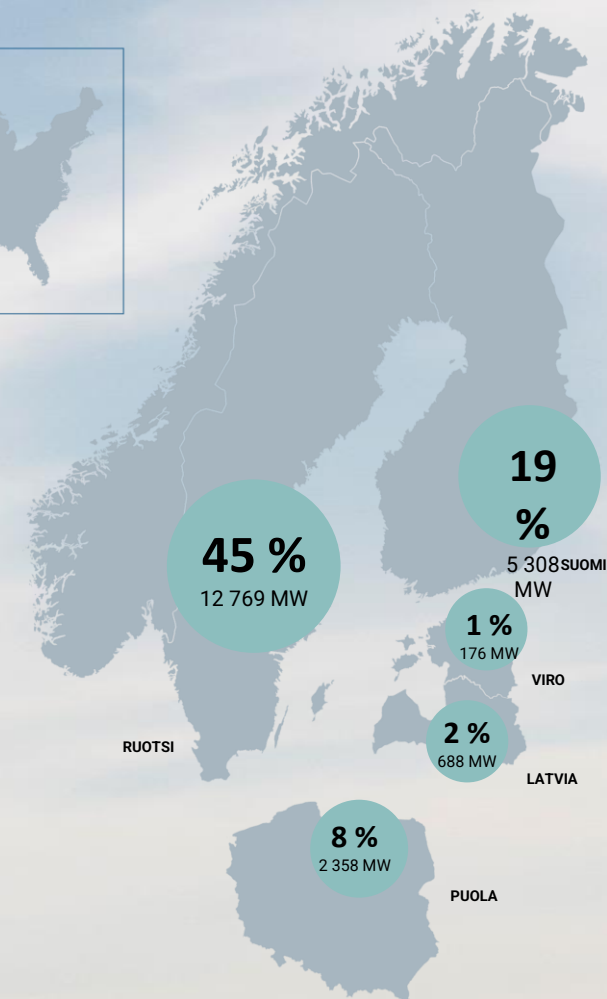 19
%
5 308 SUOMI
MW
45 %
12 769 MW
1 %
176 MW
VIRO
RUOTSI
2 %
688 MW
LATVIA
8 %
2 358 MW
PUOLA